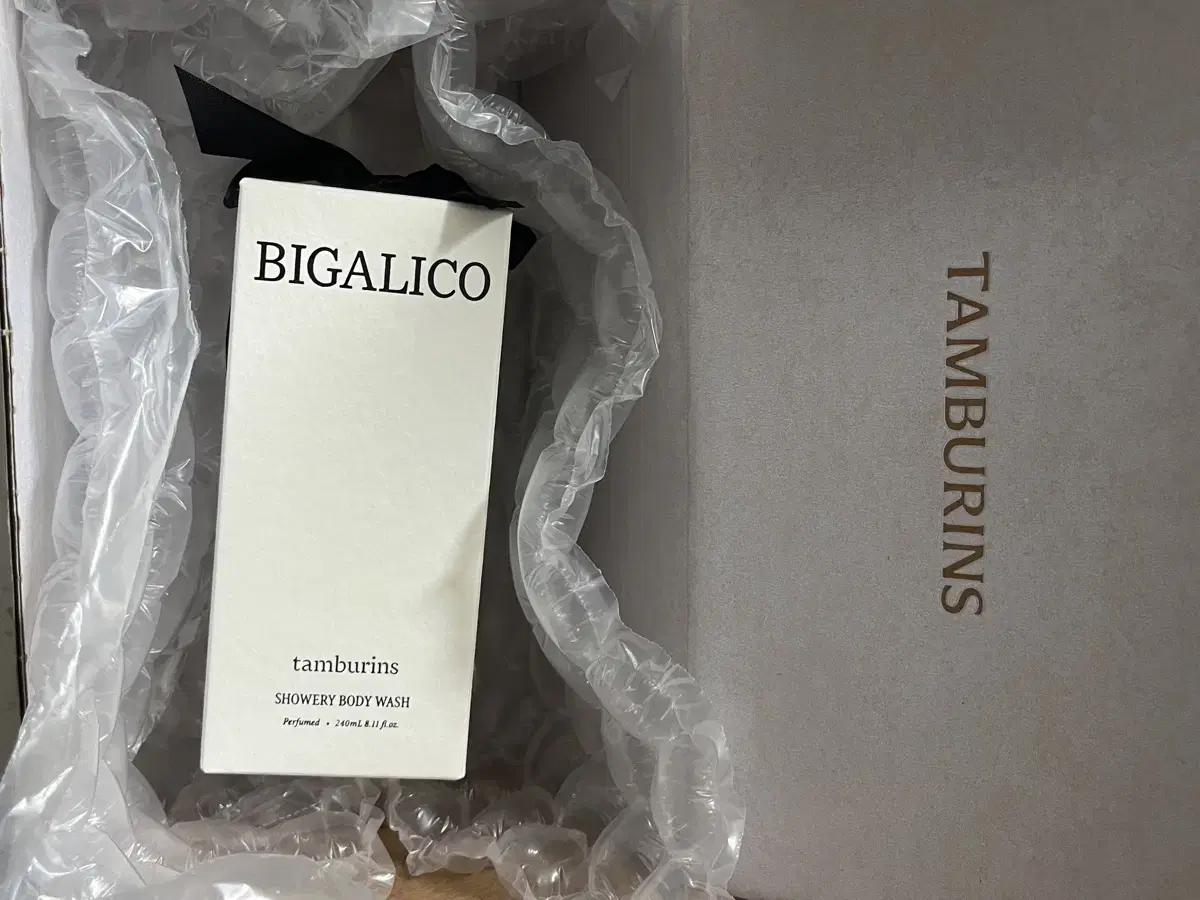 BIGALICO
tamburins
SHOWERY BODY WASH
Perfumed • 240mL 8.11 fl.oz.
TAMBURINS